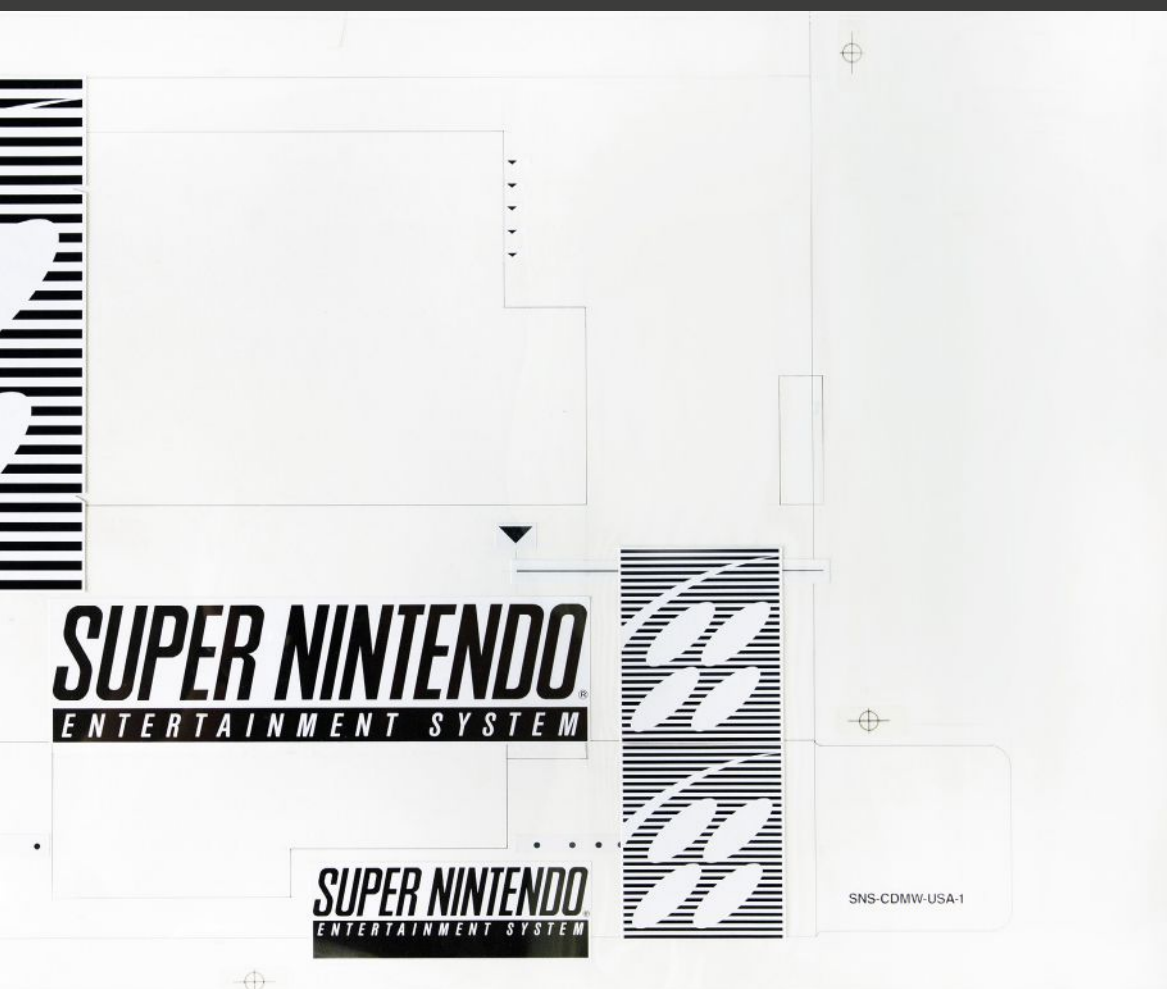 SUPER NINTENDO®
ENTERTAINMENT SYSTEM
SNS-CDMW-USA-1
SUPER NINTENDO®
ENTERTAINMENT SYSTEM